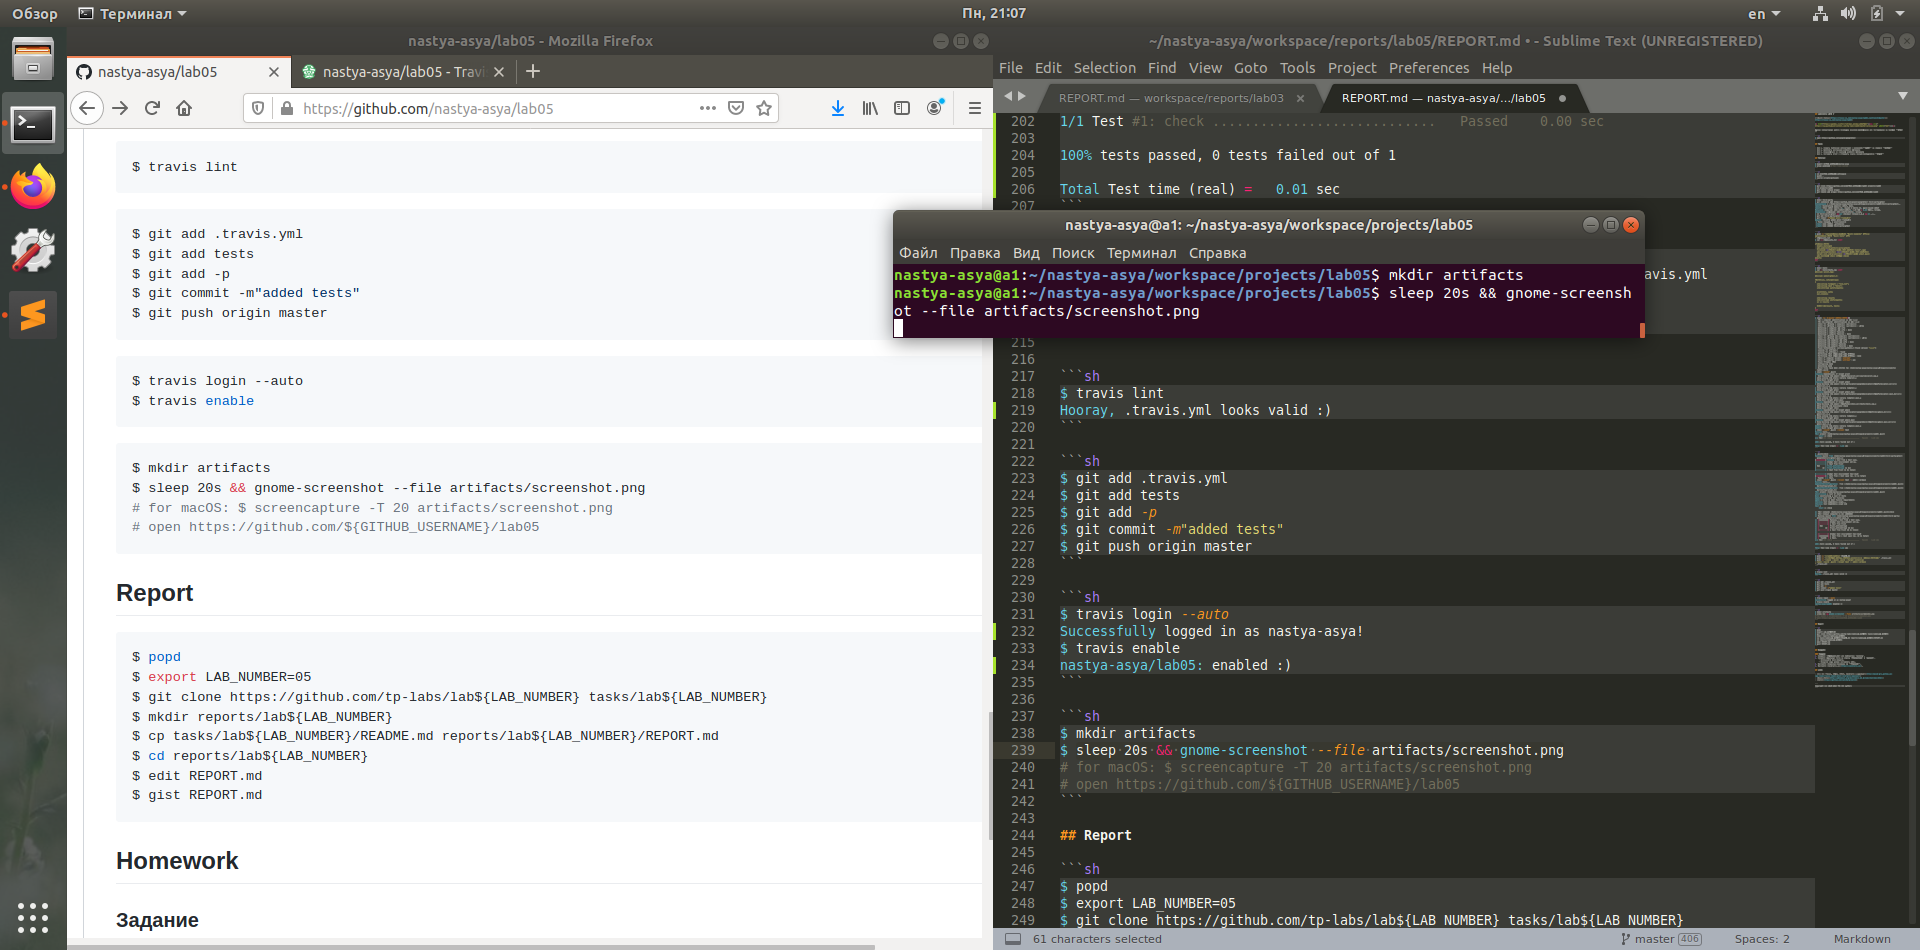 Обзор
Терминал
Пн, 21:07
en
nastya-asya/lab05 - Mozilla Firefox
nastya-asya/lab05
nastya-asya/lab05 - Travi
https://github.com/nastya-asya/lab05
$ travis lint
$ git add .travis.yml
$ git add tests
$ git add -p
$ git commit -m"added tests"
$ git push origin master
$ travis login --auto
$ travis enable
$ mkdir artifacts
$ sleep 20s && gnome-screenshot --file artifacts/screenshot.png
# for macOS: $ screencapture -T 20 artifacts/screenshot.png
# open https://github.com/${GITHUB_USERNAME}/lab05
Report
$ popd
$ export LAB_NUMBER=05
$ git clone https://github.com/tp-labs/lab${LAB_NUMBER} tasks/lab${LAB_NUMBER}
$ mkdir reports/lab${LAB_NUMBER}
$ cp tasks/lab${LAB_NUMBER}/README.md reports/lab${LAB_NUMBER}/REPORT.md
$ cd reports/lab${LAB_NUMBER}
$ edit REPORT.md
$ gist REPORT.md
Homework
Задание
~/nastya-asya/workspace/reports/lab05/REPORT.md • - Sublime Text (UNREGISTERED)
File Edit Selection Find View Goto Tools Project Preferences Help
REPORT.md — workspace/reports/lab03
REPORT.md — nastya-asya/.../lab05
202 1/1 Test #1: check ............................ Passed 0.00 sec
203
204 100% tests passed, 0 tests failed out of 1
205
206 Total Test time (real) = 0.01 sec
207 ```
nastya-asya@a1: ~/nastya-asya/workspace/projects/lab05
Файл Правка Вид Поиск Терминал Справка
nastya-asya@a1:~/nastya-asya/workspace/projects/lab05$ mkdir artifacts
nastya-asya@a1:~/nastya-asya/workspace/projects/lab05$ sleep 20s && gnome-screensh
ot --file artifacts/screenshot.png
avis.yml
215
216
217 ```sh
218 $ travis lint
219 Hooray, .travis.yml looks valid :)
220 ```
221
222 ```sh
223 $ git add .travis.yml
224 $ git add tests
225 $ git add -p
226 $ git commit -m"added tests"
227 $ git push origin master
228 ```
229
230 ```sh
231 $ travis login --auto
232 Successfully logged in as nastya-asya!
233 $ travis enable
234 nastya-asya/lab05: enabled :)
235 ```
236
237 ```sh
238 $ mkdir artifacts
239 $ sleep 20s && gnome-screenshot --file artifacts/screenshot.png
240 # for macOS: $ screencapture -T 20 artifacts/screenshot.png
241 # open https://github.com/${GITHUB_USERNAME}/lab05
242 ```
243
244 ## Report
245
246 ```sh
247 $ popd
248 $ export LAB_NUMBER=05
249 $ git clone https://github.com/tp-labs/lab${LAB_NUMBER} tasks/lab${LAB_NUMBER}
61 characters selected
master 406
Spaces: 2
Markdown